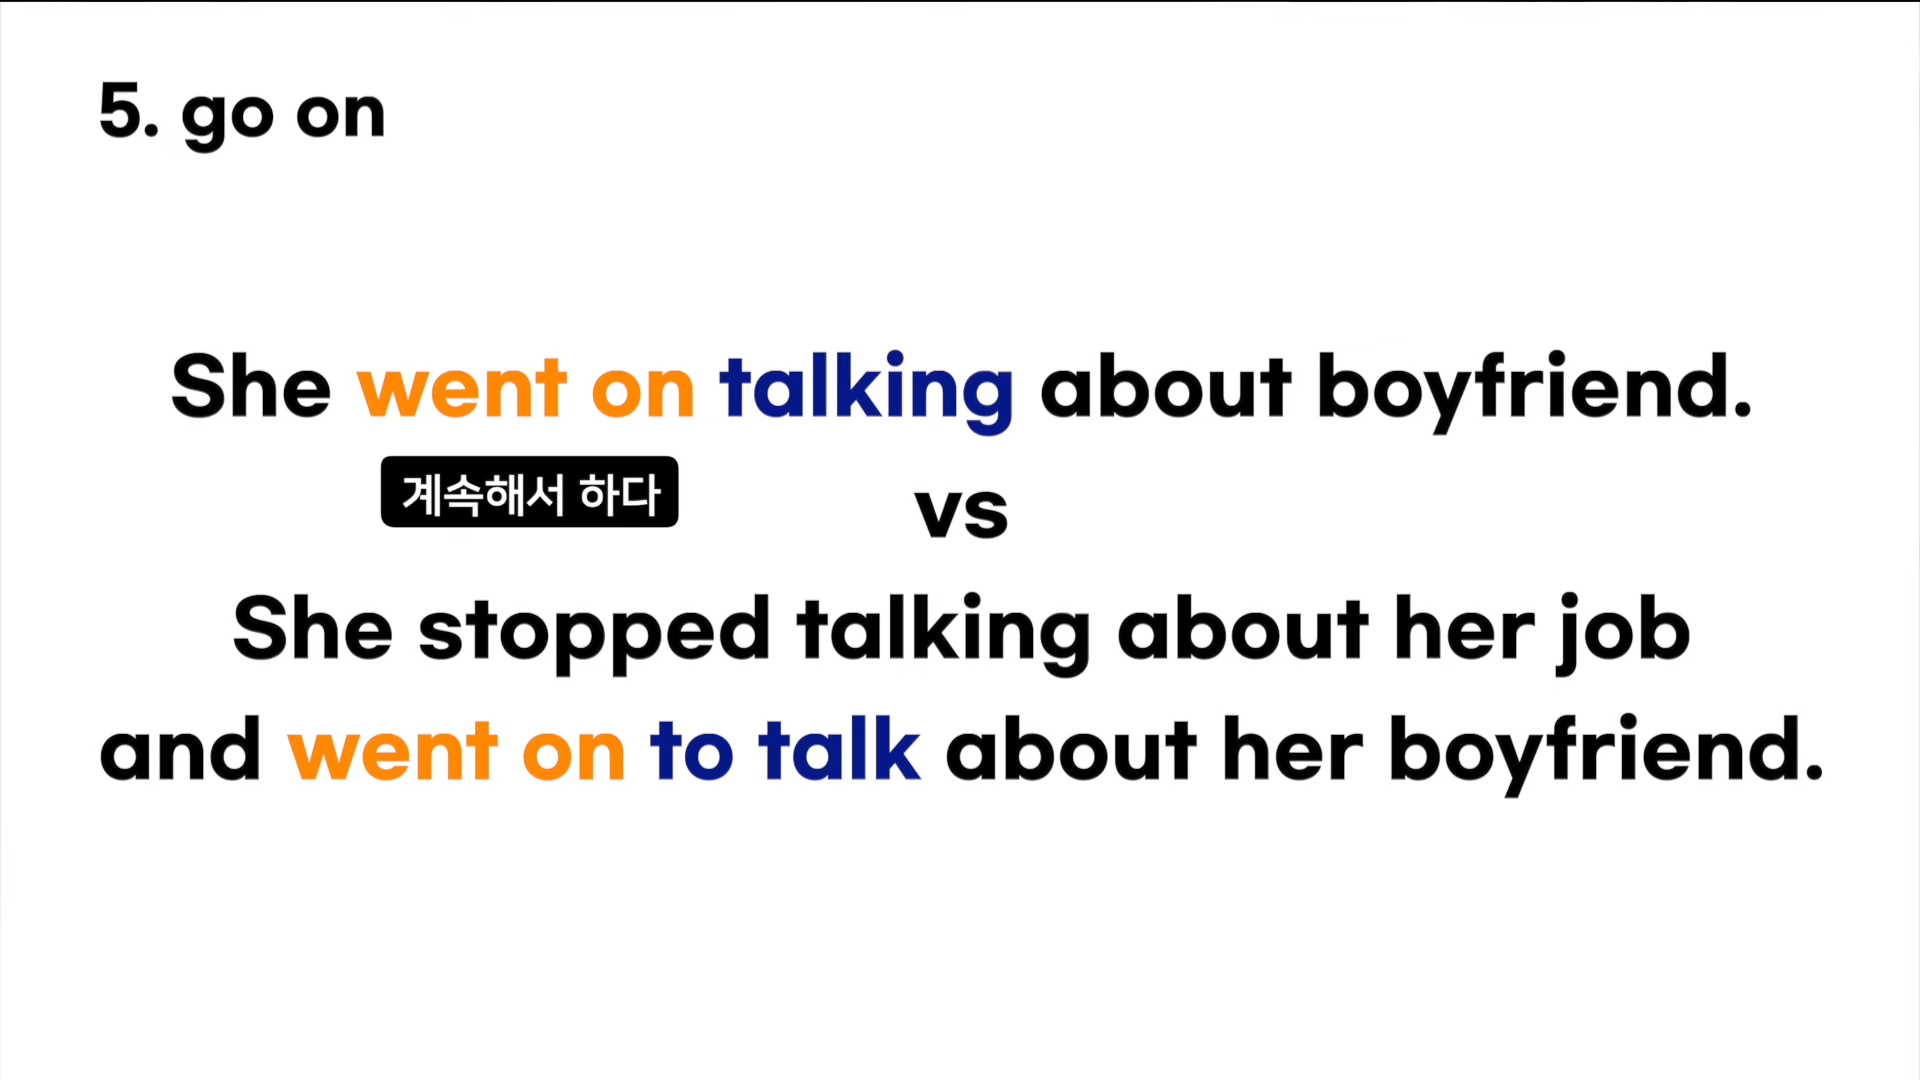 5. go on
She went on talking about boyfriend.
계속해서 하다
vs
She stopped talking about her job
and went on to talk about her boyfriend.